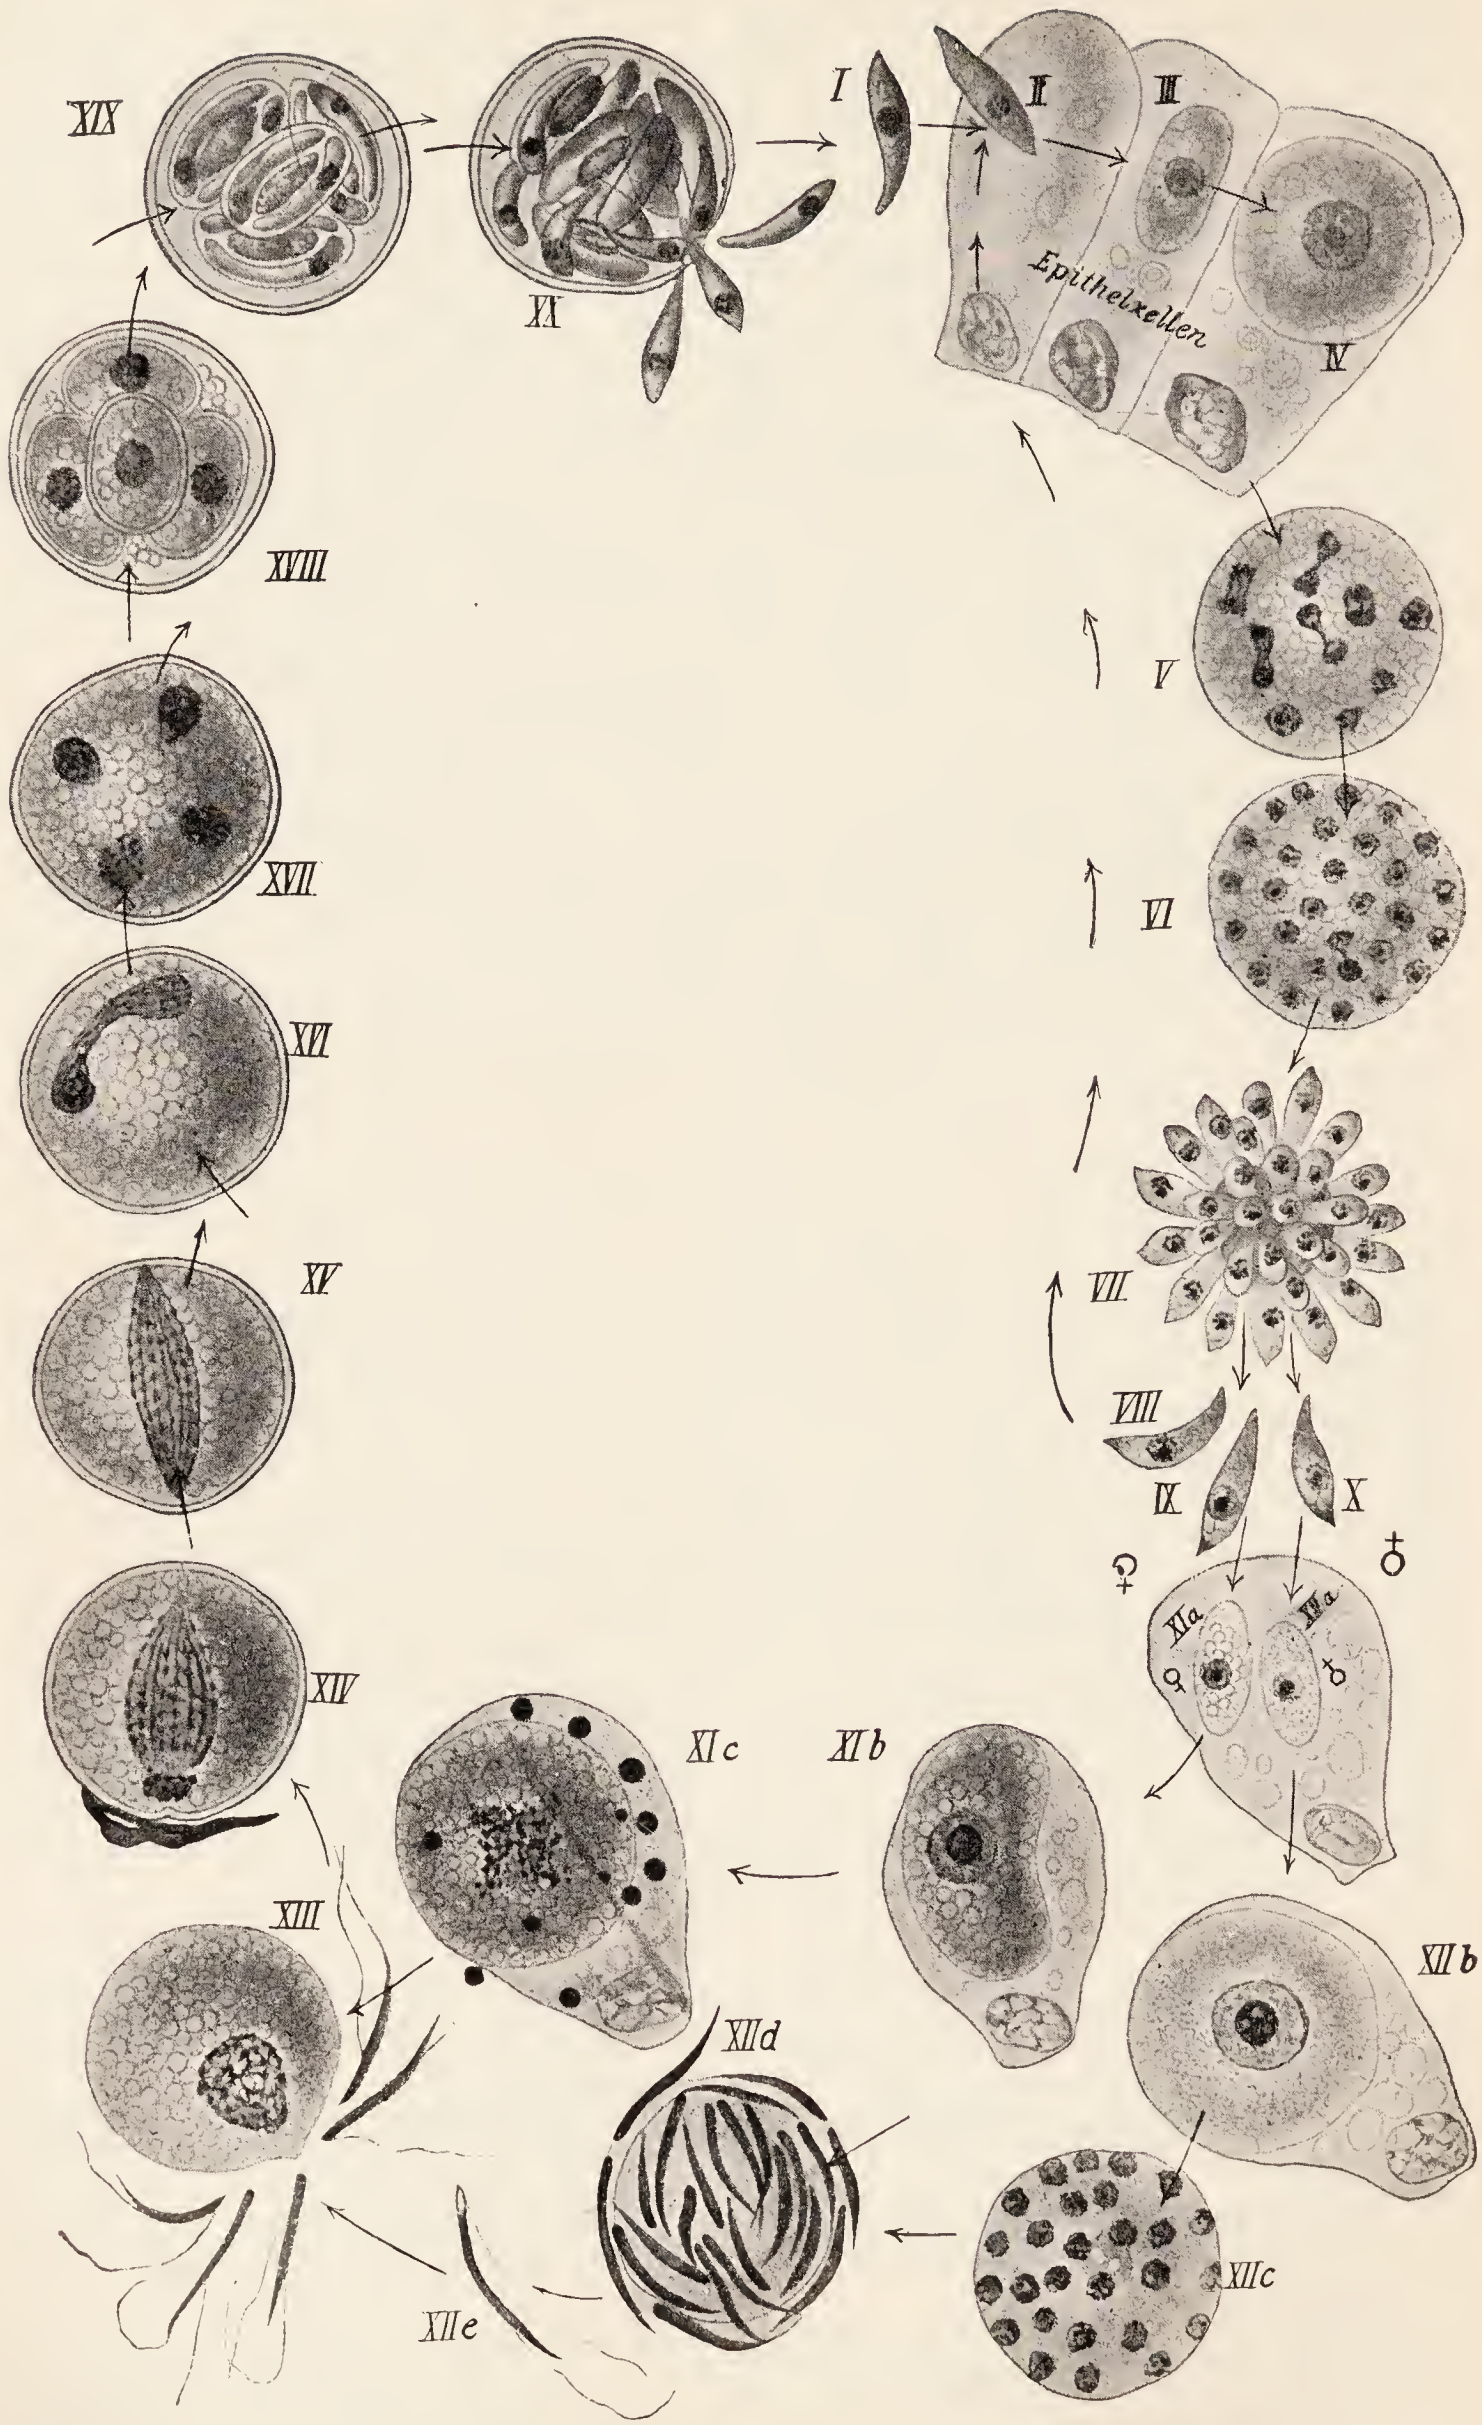 XIX
XX
I
II
III
Epithelzellen
IV
XVIII
V
XVII
VI
XVI
VII
XV
VIII
IX
X
♀
♂
XIa
XIIa
♀
♂
XIV
XIc
XIb
XIII
XIIb
XIId
XIIe
XIIc